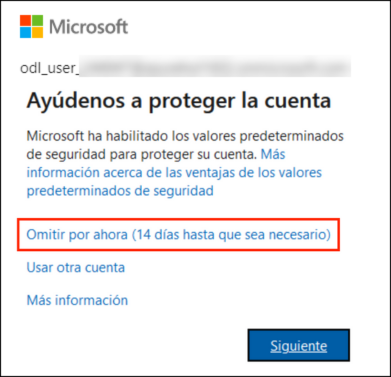 Microsoft
odl_user_
Ayúdenos a proteger la cuenta
Microsoft ha habilitado los valores predeterminados
de seguridad para proteger su cuenta. Más
información acerca de las ventajas de los valores
predeterminados de seguridad
Omitir por ahora (14 días hasta que sea necesario)
Usar otra cuenta
Más información
Siguiente